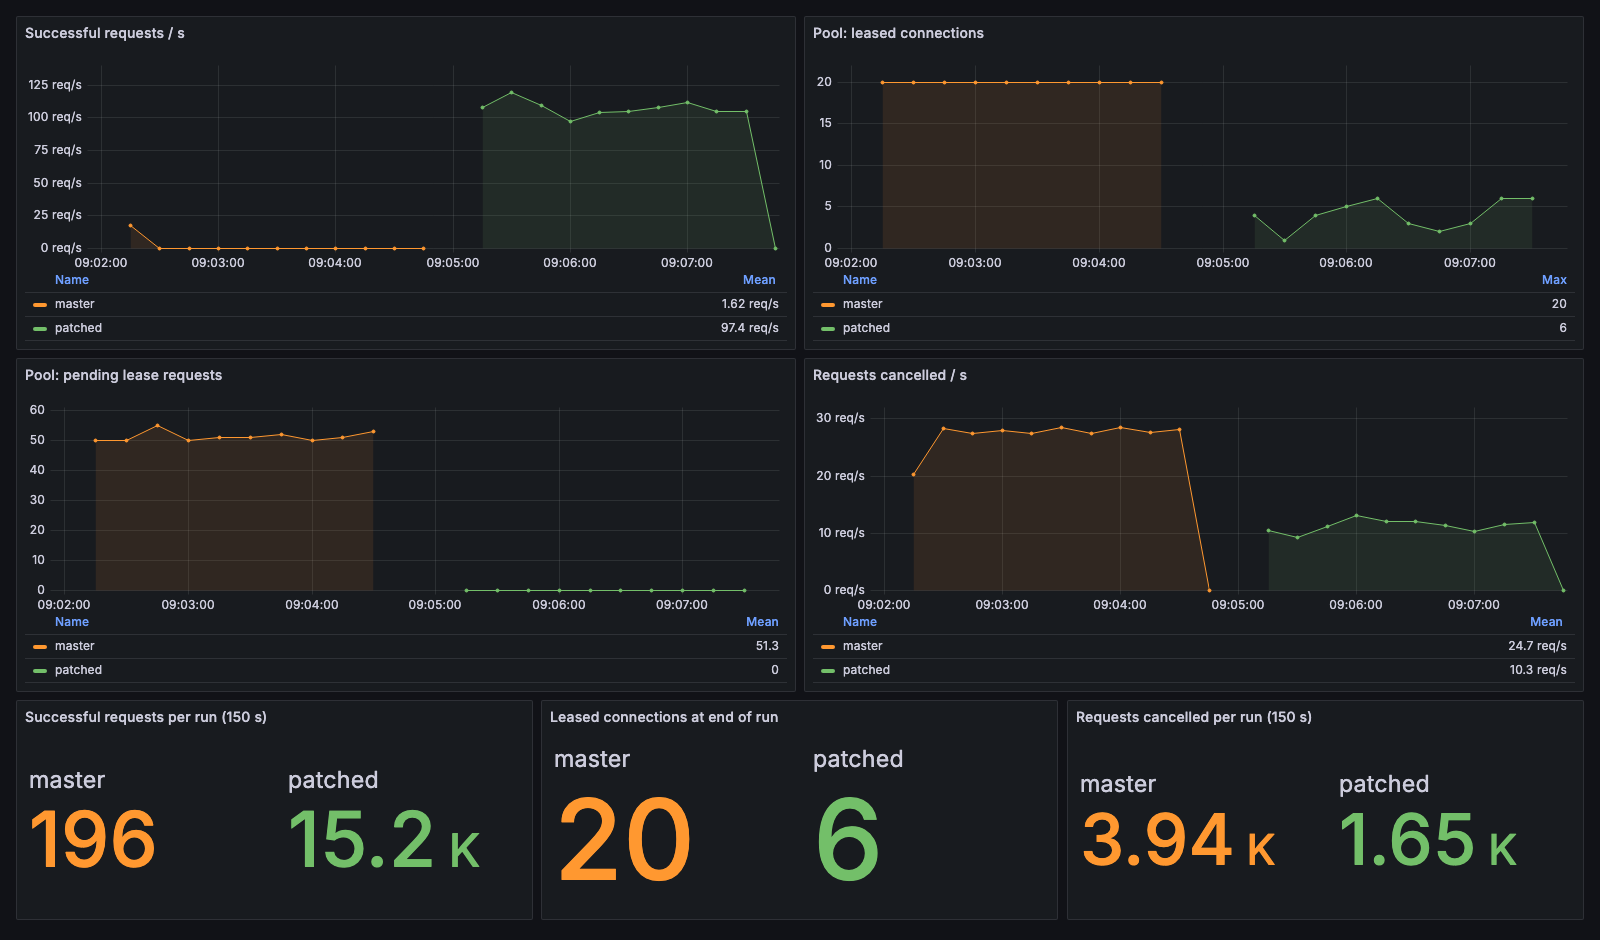 Successful requests / s
125 req/s
100 req/s
75 req/s
50 req/s
25 req/s
0 req/s
09:02:00 09:03:00 09:04:00 09:05:00 09:06:00 09:07:00
Name Mean
master 1.62 req/s
patched 97.4 req/s
Pool: leased connections
20
15
10
5
0
09:02:00 09:03:00 09:04:00 09:05:00 09:06:00 09:07:00
Name Max
master 20
patched 6
Pool: pending lease requests
60
50
40
30
20
10
0
09:02:00 09:03:00 09:04:00 09:05:00 09:06:00 09:07:00
Name Mean
master 51.3
patched 0
Requests cancelled / s
30 req/s
20 req/s
10 req/s
0 req/s
09:02:00 09:03:00 09:04:00 09:05:00 09:06:00 09:07:00
Name Mean
master 24.7 req/s
patched 10.3 req/s
Successful requests per run (150 s)
master patched
196 15.2 K
Leased connections at end of run
master patched
20 6
Requests cancelled per run (150 s)
master patched
3.94 K 1.65 K